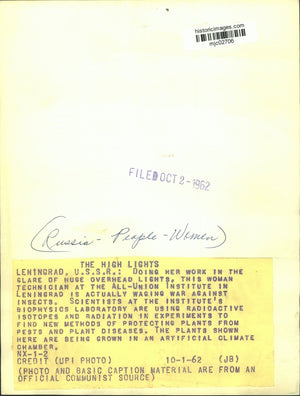 historicimages.com
mjc02706
FILED OCT 2-1962
(Russia - People - Women)
THE HIGH LIGHTS
LENINGRAD, U.S.S.R.: DOING HER WORK IN THE
GLARE OF HUGE OVERHEAD LIGHTS, THIS WOMAN
TECHNICIAN AT THE ALL-UNION INSTITUTE IN
LENINGRAD IS ACTUALLY WAGING WAR AGAINST
INSECTS. SCIENTISTS AT THE INSTITUTE'S
BIOPHYSICS LABORATORY ARE USING RADIOACTIVE
ISOTOPES AND RADIATION IN EXPERIMENTS TO
FIND NEW METHODS OF PROTECTING PLANTS FROM
PESTS AND PLANT DISEASES. THE PLANTS SHOWN
HERE ARE BEING GROWN IN AN ARTIFICIAL CLIMATE
CHAMBER.
NX-1-2
CREDIT (UPI PHOTO) 10-1-62 (JB)
(PHOTO AND BASIC CAPTION MATERIAL ARE FROM AN
OFFICIAL COMMUNIST SOURCE)